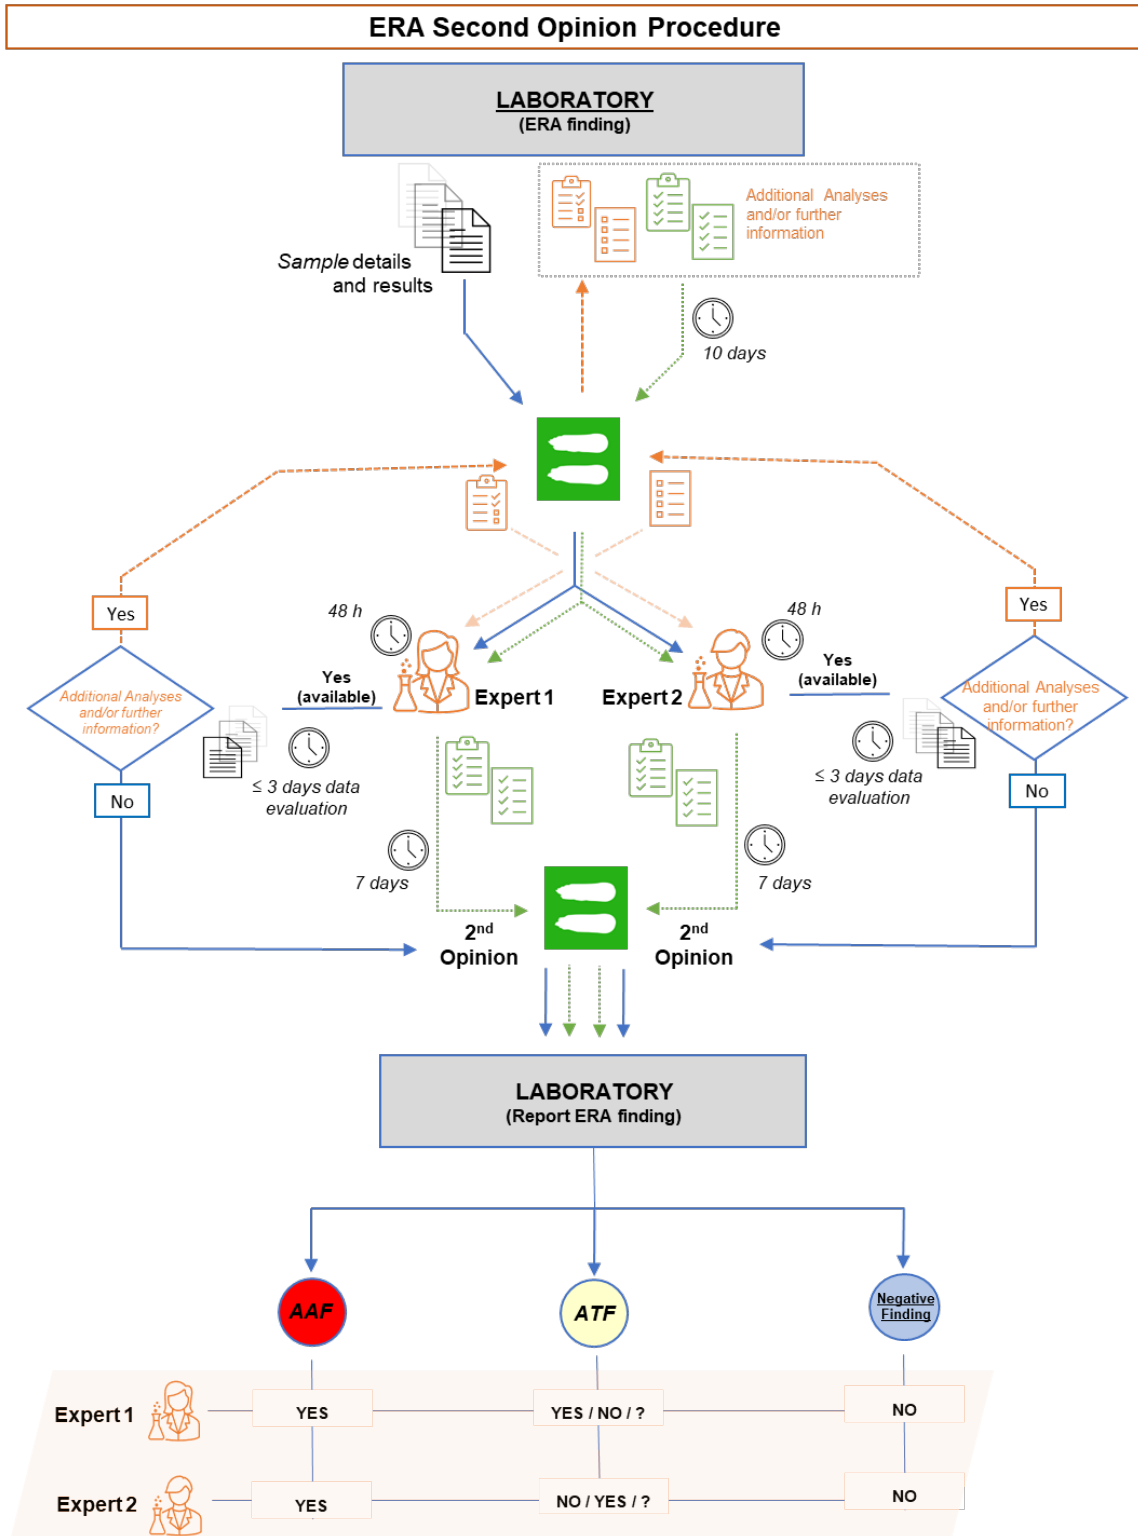 ERA Second Opinion Procedure
LABORATORY
(ERA finding)
Additional Analyses
and/or further
information
Sample details
and results
10 days
Yes
48 h
48 h
Yes
Additional Analyses
and/or further
information?
Yes
(available)
Expert 1
Expert 2
Yes
(available)
Additional Analyses
and/or further
information?
No
≤ 3 days data
evaluation
≤ 3 days data
evaluation
No
7 days
7 days
2nd
Opinion
2nd
Opinion
LABORATORY
(Report ERA finding)
AAF
ATF
Negative
Finding
Expert 1
YES
YES / NO / ?
NO
Expert 2
YES
NO / YES / ?
NO